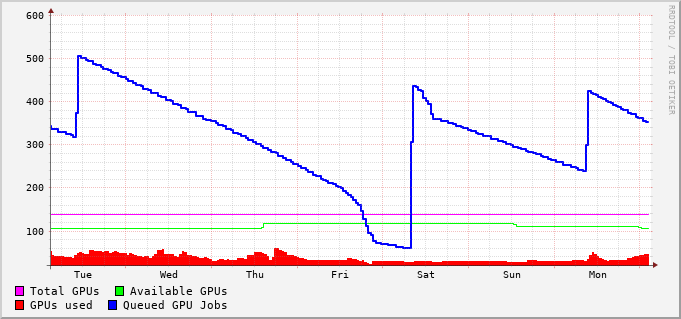 600
500
400
300
200
100
Tue Wed Thu Fri Sat Sun Mon
Total GPUs Available GPUs
GPUs used Queued GPU Jobs
RRDTOOL / TOBI OETIKER